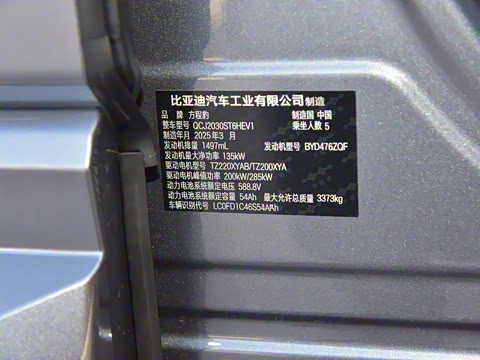 比亚迪汽车工业有限公司 制造
品 牌 方程豹 制造国 中国
整车型号 QCJ2030ST6HEV1 乘坐人数 5
制造年月 2025年3 月
发动机排量 1497mL 发动机型号 BYD476ZQF
发动机最大净功率 135kW
驱动电机型号 TZ220XYAB/TZ200XYA
驱动电机峰值功率 200kW/285kW
动力电池系统额定电压 588.8V
动力电池系统额定容量 54Ah 最大允许总质量 3373kg
车辆识别代号